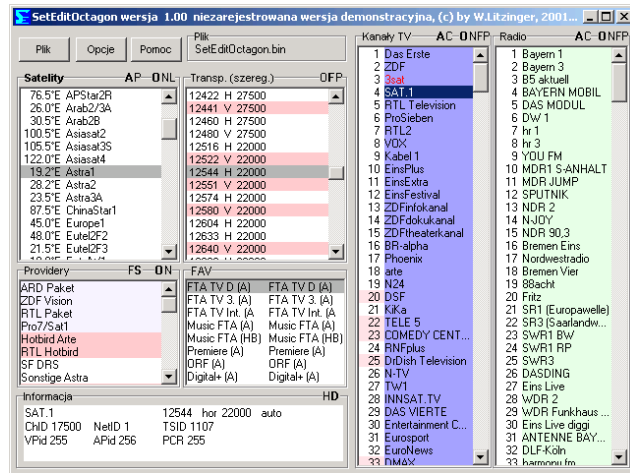 SetEditOctagon wersja 1.00 niezarejestrowana wersja demonstracyjna, (c) by W.Litzinger, 2001...
Plik Opcje Pomoc
Plik
SetEditOctagon.bin
Satelity AP ONL
76.5°E APStar2R
26.0°E Arab2/3A
30.5°E Arab2B
100.5°E Asiasat2
105.5°E Asiasat3S
122.0°E Asiasat4
19.2°E Astra1
28.2°E Astra2
23.5°E Astra3A
87.5°E ChinaStar1
45.0°E Europe1
48.0°E Eutel2F2
21.5°E Eutel2F3
Transp. (szereg.) OFP
12422 H 27500
12441 V 27500
12460 H 27500
12480 V 27500
12516 H 22000
12522 V 22000
12544 H 22000
12551 V 22000
12574 H 22000
12580 V 22000
12604 H 22000
12633 H 22000
12640 V 22000
Providery FS ON
ARD Paket
ZDF Vision
RTL Paket
Pro7/Sat1
Hotbird Arte
RTL Hotbird
SF DRS
Sonstige Astra
FAV
FTA TV D (A) FTA TV D (A)
FTA TV 3. (A) FTA TV 3. (A)
FTA TV Int. (A FTA TV Int. (A
Music FTA (A) Music FTA (A)
Music FTA (HB) Music FTA (HB)
Premiere (A) Premiere (A)
ORF (A) ORF (A)
Digital+ (A) Digital+ (A)
Informacja HD
SAT.1 12544 hor 22000 auto
ChID 17500 NetID 1 TSID 1107
VPid 255 APid 256 PCR 255
Kanały TV AC ONFP
1 Das Erste
2 ZDF
3 3sat
4 SAT.1
5 RTL Television
6 ProSieben
7 RTL2
8 VOX
9 Kabel 1
10 EinsPlus
11 EinsExtra
12 EinsFestival
13 ZDFinfokanal
14 ZDFdokukanal
15 ZDFtheaterkanal
16 BR-alpha
17 Phoenix
18 arte
19 N24
20 DSF
21 KiKa
22 TELE 5
23 COMEDY CENT...
24 RNFplus
25 DrDish Television
26 N-TV
27 TW1
28 INNSAT.TV
29 DAS VIERTE
30 Entertainment C...
31 Eurosport
32 EuroNews
33 DMAX
Radio AC ONFP
1 Bayern 1
2 Bayern 3
3 B5 aktuell
4 BAYERN MOBIL
5 DAS MODUL
6 DW 1
7 hr 1
8 hr 3
9 YOU FM
10 MDR1 S-ANHALT
11 MDR JUMP
12 SPUTNIK
13 NDR 2
14 N-JOY
15 NDR 90,3
16 Bremen Eins
17 Nordwestradio
18 Bremen Vier
19 88acht
20 Fritz
21 SR1 (Europawelle)
22 SR3 (Saarlandw...
23 SWR1 BW
24 SWR1 RP
25 SWR3
26 DASDING
27 Eins Live
28 WDR 2
29 WDR Funkhaus ...
30 Eins Live diggi
31 ANTENNE BAY...
32 DLF-Köln
33 harmony fm